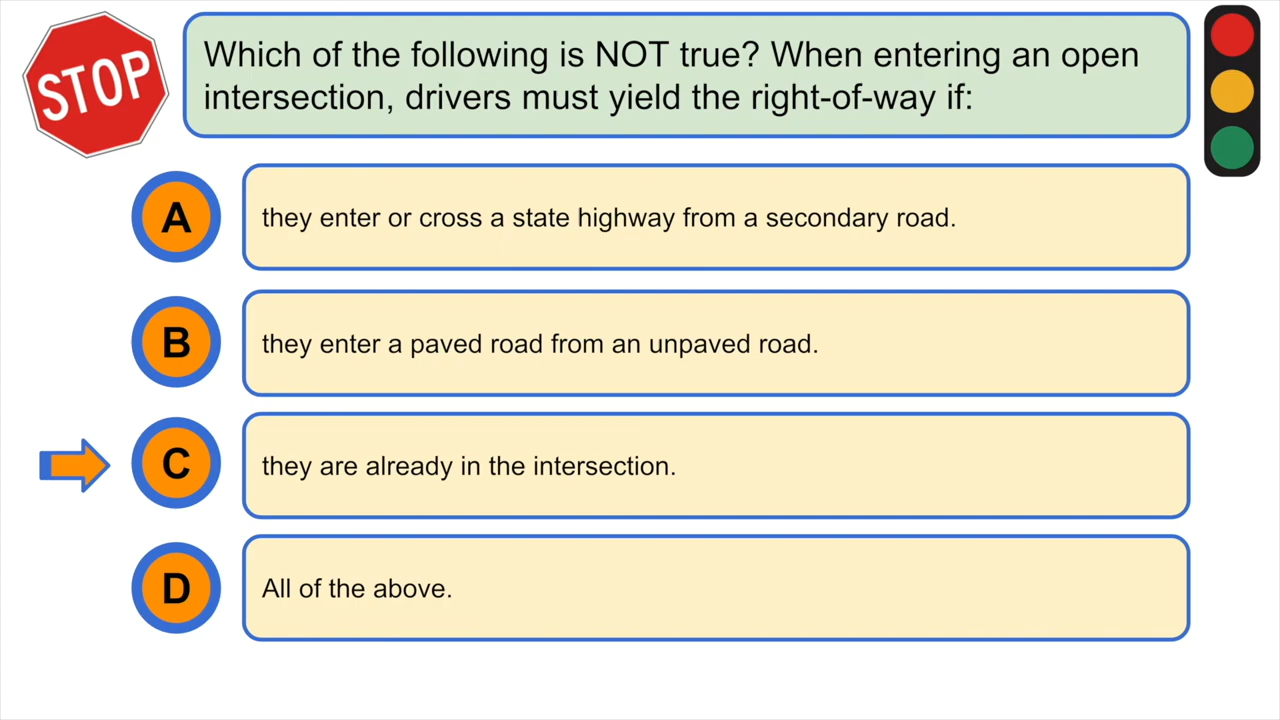 STOP
Which of the following is NOT true? When entering an open
intersection, drivers must yield the right-of-way if:
A
they enter or cross a state highway from a secondary road.
B
they enter a paved road from an unpaved road.
C
they are already in the intersection.
D
All of the above.